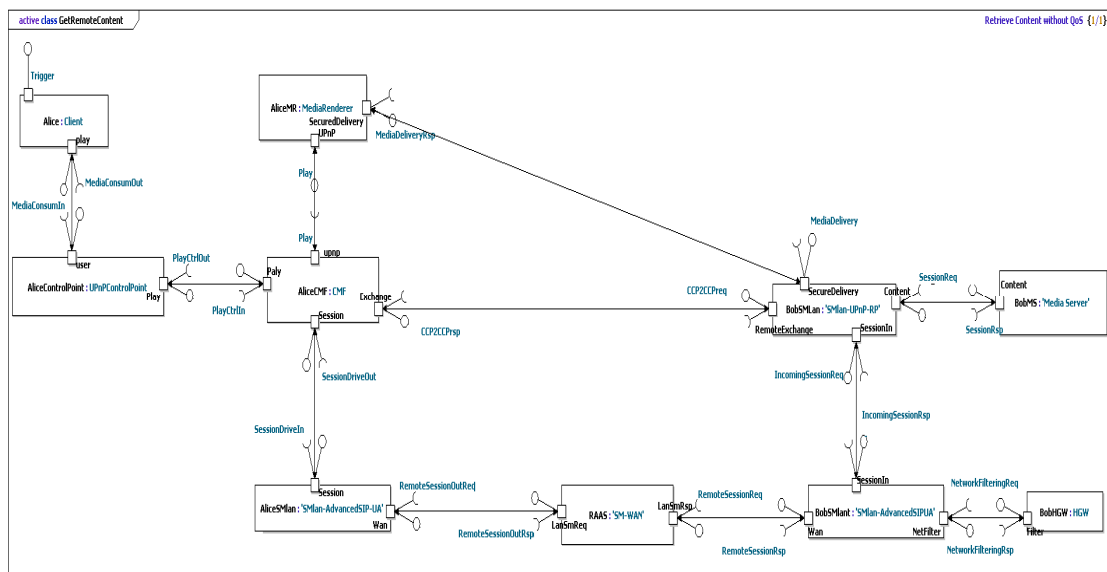 active class GetRemoteContent
Retrieve Content without QoS {1/1}
Trigger
Alice : Client
play
MediaConsumOut
MediaConsumIn
user
AliceControlPoint : UPnPControlPoint
Play
PlayCtrlOut
PlayCtrlIn
AliceMR : MediaRenderer
SecuredDelivery
UPnP
MediaDeliveryRsp
Play
Play
upnp
Paly
AliceCMF : CMF
Exchange
Session
CCP2CCPrsp
CCP2CCPreq
MediaDelivery
SecureDelivery
Content
BobSMLan : 'SMlan-UPnP-RP'
SessionIn
RemoteExchange
SessionReq
SessionRsp
Content
BobMS : 'Media Server'
SessionDriveOut
SessionDriveIn
IncomingSessionReq
IncomingSessionRsp
Session
AliceSMlan : 'SMlan-AdvancedSIP-UA'
Wan
RemoteSessionOutReq
RemoteSessionOutRsp
LanSmRsp
RAAS : 'SM-WAN'
LanSmReq
RemoteSessionReq
RemoteSessionRsp
SessionIn
BobSMlant : 'SMlan-AdvancedSIPUA'
Wan
NetFilter
NetworkFilteringReq
NetworkFilteringRsp
BobHGW : HGW
Filter